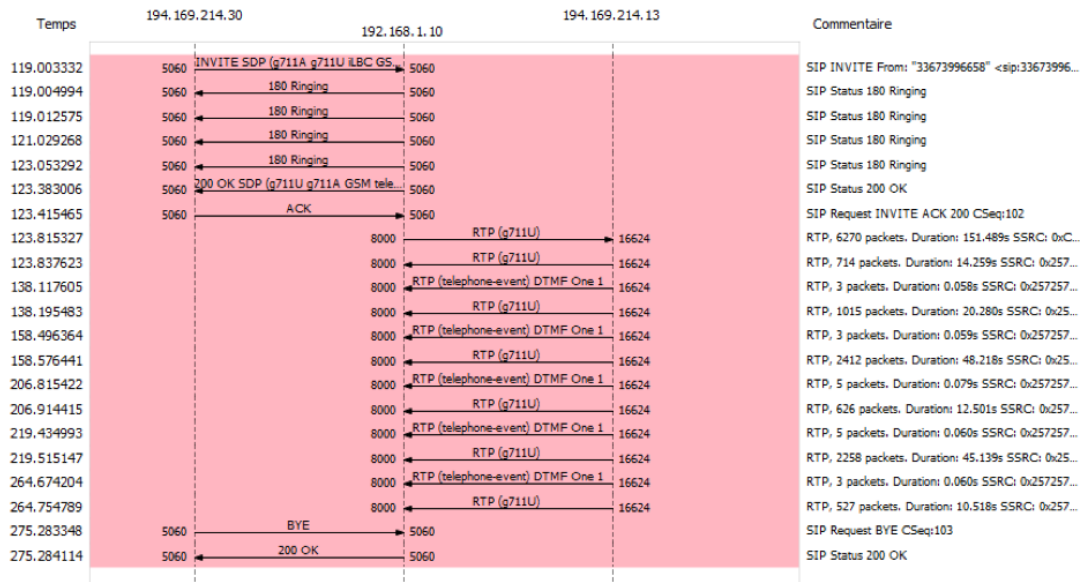 Temps 194.169.214.30 192.168.1.10 194.169.214.13 Commentaire
119.003332 5060 INVITE SDP (g711A g711U iLBC GS... 5060 SIP INVITE From: "33673996658" <sip:33673996...
119.004994 5060 180 Ringing 5060 SIP Status 180 Ringing
119.012575 5060 180 Ringing 5060 SIP Status 180 Ringing
121.029268 5060 180 Ringing 5060 SIP Status 180 Ringing
123.053292 5060 180 Ringing 5060 SIP Status 180 Ringing
123.383006 5060 200 OK SDP (g711U g711A GSM tele... 5060 SIP Status 200 OK
123.415465 5060 ACK 5060 SIP Request INVITE ACK 200 CSeq:102
123.815327 8000 RTP (g711U) 16624 RTP, 6270 packets. Duration: 151.489s SSRC: 0xC...
123.837623 8000 RTP (g711U) 16624 RTP, 714 packets. Duration: 14.259s SSRC: 0x257...
138.117605 8000 RTP (telephone-event) DTMF One 1 16624 RTP, 3 packets. Duration: 0.058s SSRC: 0x257257...
138.195483 8000 RTP (g711U) 16624 RTP, 1015 packets. Duration: 20.280s SSRC: 0x25...
158.496364 8000 RTP (telephone-event) DTMF One 1 16624 RTP, 3 packets. Duration: 0.059s SSRC: 0x257257...
158.576441 8000 RTP (g711U) 16624 RTP, 2412 packets. Duration: 48.218s SSRC: 0x25...
206.815422 8000 RTP (telephone-event) DTMF One 1 16624 RTP, 5 packets. Duration: 0.079s SSRC: 0x257257...
206.914415 8000 RTP (g711U) 16624 RTP, 626 packets. Duration: 12.501s SSRC: 0x257...
219.434993 8000 RTP (telephone-event) DTMF One 1 16624 RTP, 5 packets. Duration: 0.060s SSRC: 0x257257...
219.515147 8000 RTP (g711U) 16624 RTP, 2258 packets. Duration: 45.139s SSRC: 0x25...
264.674204 8000 RTP (telephone-event) DTMF One 1 16624 RTP, 3 packets. Duration: 0.060s SSRC: 0x257257...
264.754789 8000 RTP (g711U) 16624 RTP, 527 packets. Duration: 10.518s SSRC: 0x257...
275.283348 5060 BYE 5060 SIP Request BYE CSeq:103
275.284114 5060 200 OK 5060 SIP Status 200 OK